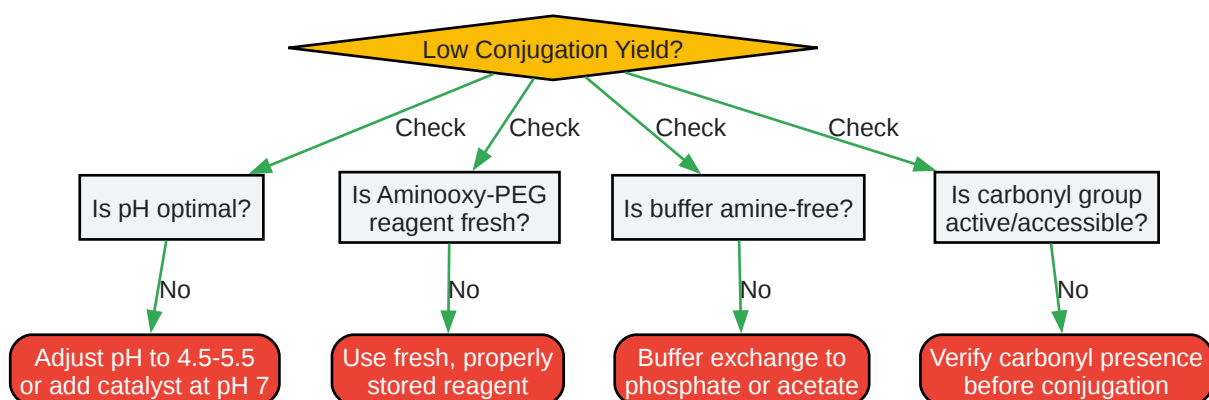 Low Conjugation Yield?
Check
Check
Check
Check
Is pH optimal?
Is Aminooxy-PEG
reagent fresh?
Is buffer amine-free?
Is carbonyl group
active/accessible?
No
No
No
No
Adjust pH to 4.5-5.5
or add catalyst at pH 7
Use fresh, properly
stored reagent
Buffer exchange to
phosphate or acetate
Verify carbonyl presence
before conjugation